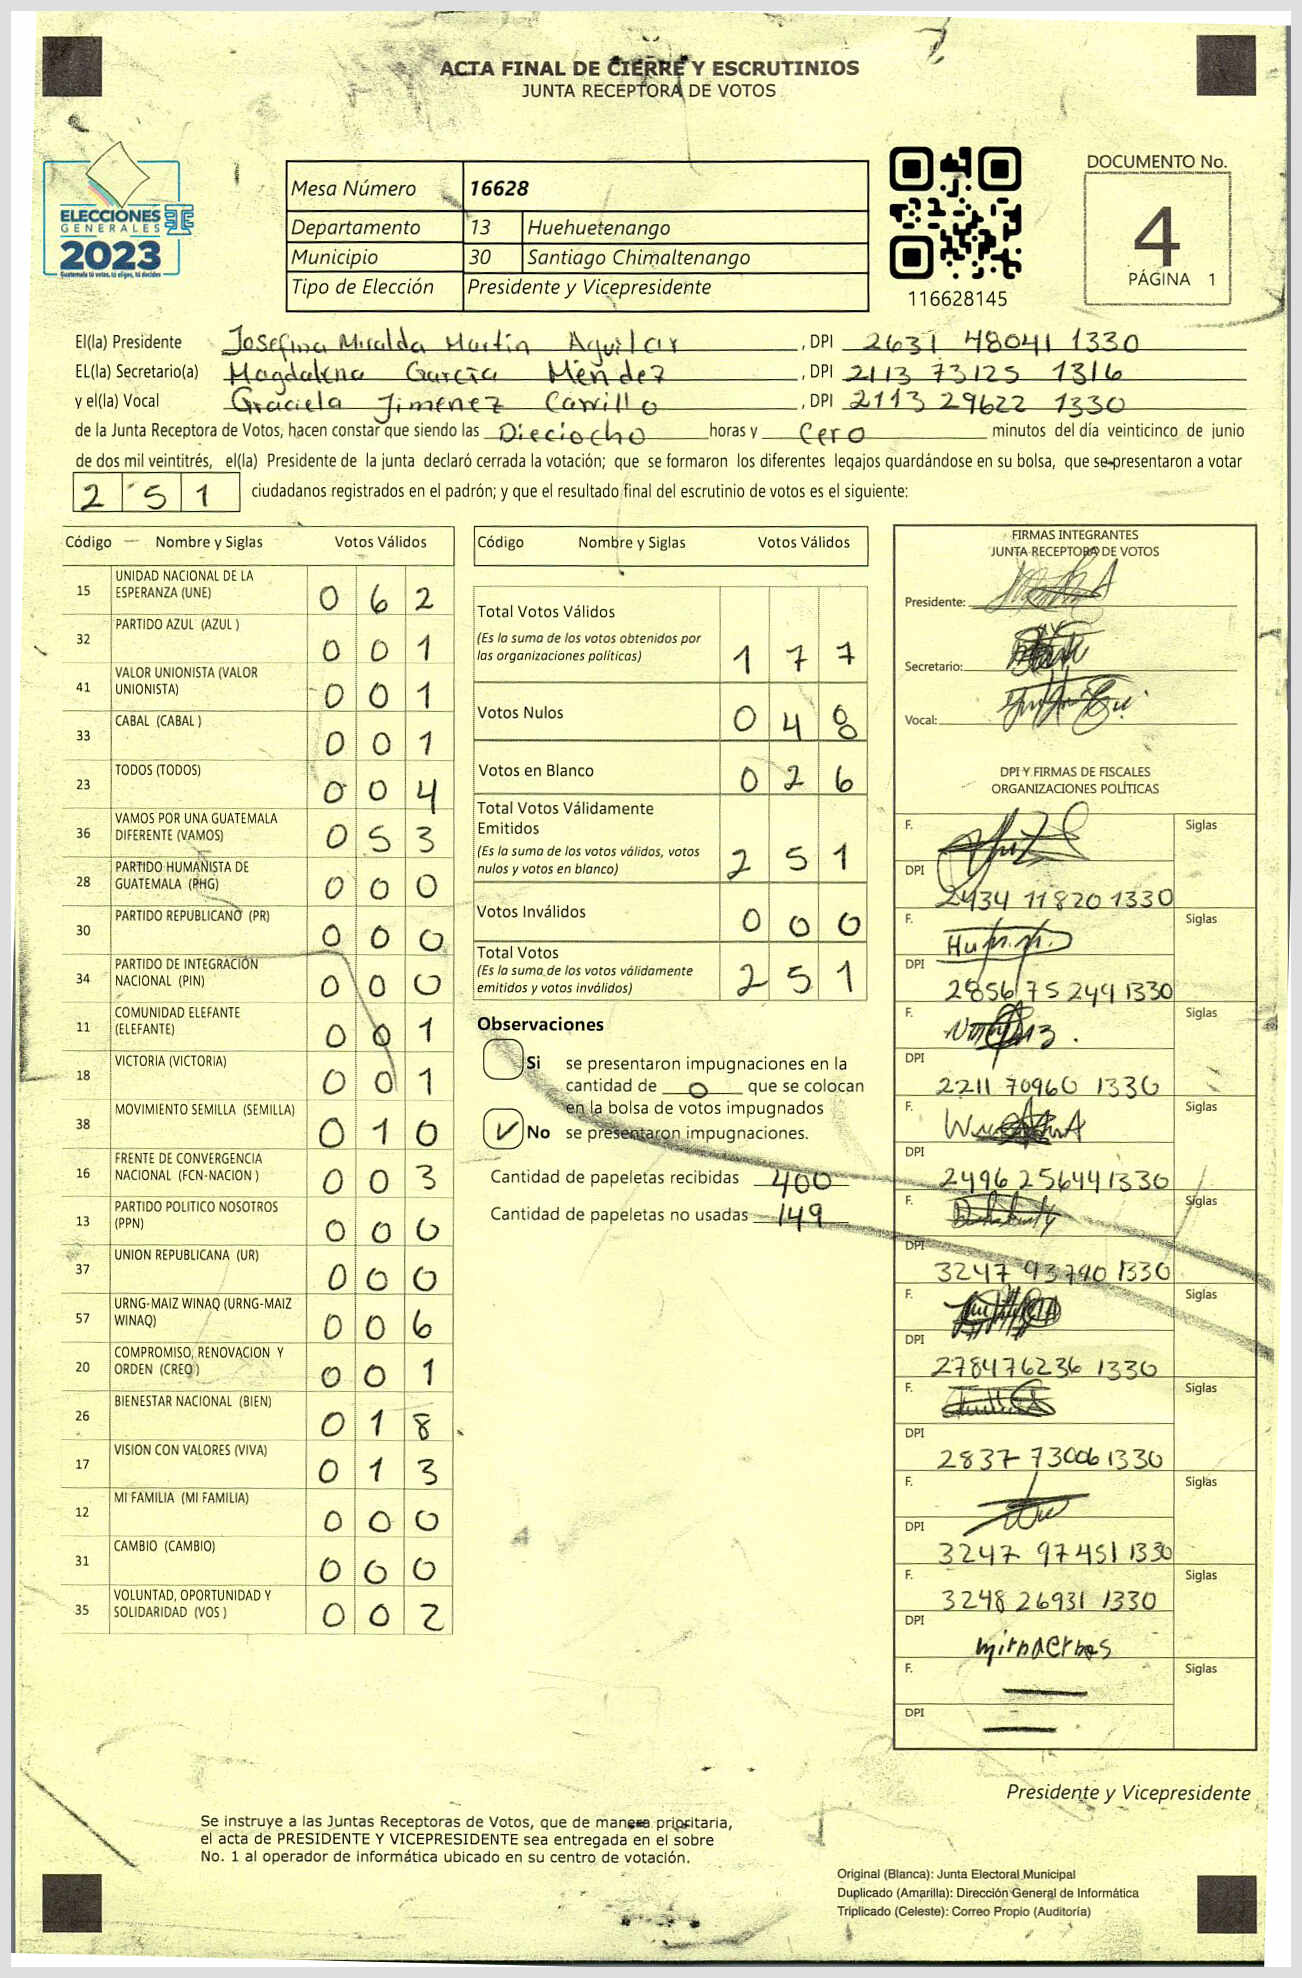 ACTA FINAL DE CIERRE Y ESCRUTINIOS
JUNTA RECEPTORA DE VOTOS
ELECCIONES
GENERALES
2023
Guatemala tú votas, tú eliges, tú decides
Mesa Número 16628
Departamento 13 Huehuetenango
Municipio 30 Santiago Chimaltenango
Tipo de Elección Presidente y Vicepresidente
116628145
DOCUMENTO No.
4
PÁGINA 1
El(la) Presidente Josefina Miralda Martín Aguilar, DPI 2631 48041 1330
EL(la) Secretario(a) Magdalena García Méndez, DPI 2113 73125 1316
y el(la) Vocal Graciela Jiménez Carrillo, DPI 2113 29622 1330
de la Junta Receptora de Votos, hacen constar que siendo las Dieciocho horas y Cero minutos del día veinticinco de junio
de dos mil veintitrés, el(la) Presidente de la junta declaró cerrada la votación; que se formaron los diferentes legajos guardándose en su bolsa, que se presentaron a votar
2 5 1 ciudadanos registrados en el padrón; y que el resultado final del escrutinio de votos es el siguiente:
Código Nombre y Siglas Votos Válidos
15 UNIDAD NACIONAL DE LA
ESPERANZA (UNE) 0 6 2
32 PARTIDO AZUL (AZUL ) 0 0 1
41 VALOR UNIONISTA (VALOR
UNIONISTA) 0 0 1
33 CABAL (CABAL ) 0 0 1
23 TODOS (TODOS) 0 0 4
36 VAMOS POR UNA GUATEMALA
DIFERENTE (VAMOS) 0 5 3
28 PARTIDO HUMANISTA DE
GUATEMALA (PHG) 0 0 0
30 PARTIDO REPUBLICANO (PR) 0 0 0
34 PARTIDO DE INTEGRACIÓN
NACIONAL (PIN) 0 0 0
11 COMUNIDAD ELEFANTE
(ELEFANTE) 0 0 1
18 VICTORIA (VICTORIA) 0 0 1
38 MOVIMIENTO SEMILLA (SEMILLA) 0 1 0
16 FRENTE DE CONVERGENCIA
NACIONAL (FCN-NACION ) 0 0 3
13 PARTIDO POLITICO NOSOTROS
(PPN) 0 0 0
37 UNION REPUBLICANA (UR) 0 0 0
57 URNG-MAIZ WINAQ (URNG-MAIZ
WINAQ) 0 0 6
20 COMPROMISO, RENOVACION Y
ORDEN (CREO ) 0 0 1
26 BIENESTAR NACIONAL (BIEN) 0 1 8
17 VISION CON VALORES (VIVA) 0 1 3
12 MI FAMILIA (MI FAMILIA) 0 0 0
31 CAMBIO (CAMBIO) 0 0 0
35 VOLUNTAD, OPORTUNIDAD Y
SOLIDARIDAD (VOS ) 0 0 2
Código Nombre y Siglas Votos Válidos
Total Votos Válidos
(Es la suma de los votos obtenidos por
las organizaciones políticas) 1 7 7
Votos Nulos 0 4 8
Votos en Blanco 0 2 6
Total Votos Válidamente
Emitidos
(Es la suma de los votos válidos, votos
nulos y votos en blanco) 2 5 1
Votos Inválidos 0 0 0
Total Votos
(Es la suma de los votos válidamente
emitidos y votos inválidos) 2 5 1
Observaciones
Si se presentaron impugnaciones en la
cantidad de 0 que se colocan
en la bolsa de votos impugnados
No se presentaron impugnaciones.
Cantidad de papeletas recibidas 400
Cantidad de papeletas no usadas 149
FIRMAS INTEGRANTES
JUNTA RECEPTORA DE VOTOS
Presidente:
Secretario:
Vocal:
DPI Y FIRMAS DE FISCALES
ORGANIZACIONES POLÍTICAS
F. Siglas
DPI
2434 11820 1330
F. Siglas
DPI
2856 75 249 1330
F. Siglas
DPI
2211 70960 1330
F. Siglas
DPI
2496 25644 1330
F. Siglas
DPI
3247 93790 1330
F. Siglas
DPI
278476236 1330
F. Siglas
DPI
2837 73006 1330
F. Siglas
DPI
3247 97451 1330
F. Siglas
3248 26931 1330
DPI
F. Siglas
DPI
Presidente y Vicepresidente
Se instruye a las Juntas Receptoras de Votos, que de manera prioritaria,
el acta de PRESIDENTE Y VICEPRESIDENTE sea entregada en el sobre
No. 1 al operador de informática ubicado en su centro de votación.
Original (Blanca): Junta Electoral Municipal
Duplicado (Amarilla): Dirección General de Informática
Triplicado (Celeste): Correo Propio (Auditoría)